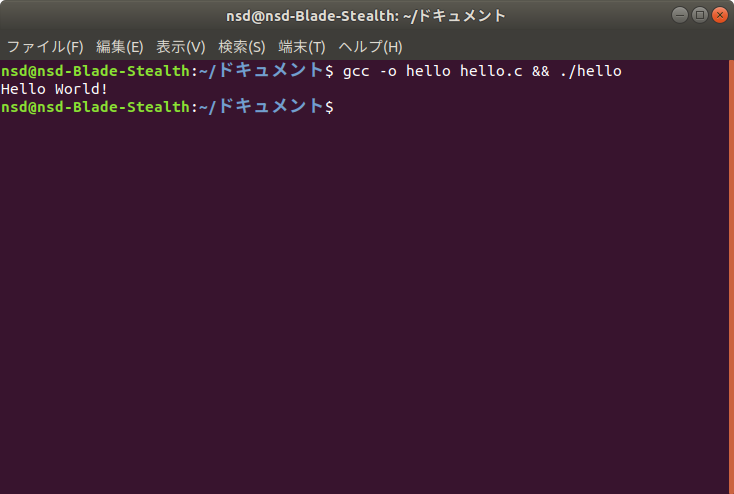 nsd@nsd-Blade-Stealth: ~/ドキュメント
ファイル(F) 編集(E) 表示(V) 検索(S) 端末(T) ヘルプ(H)
nsd@nsd-Blade-Stealth:~/ドキュメント$ gcc -o hello hello.c && ./hello
Hello World!
nsd@nsd-Blade-Stealth:~/ドキュメント$